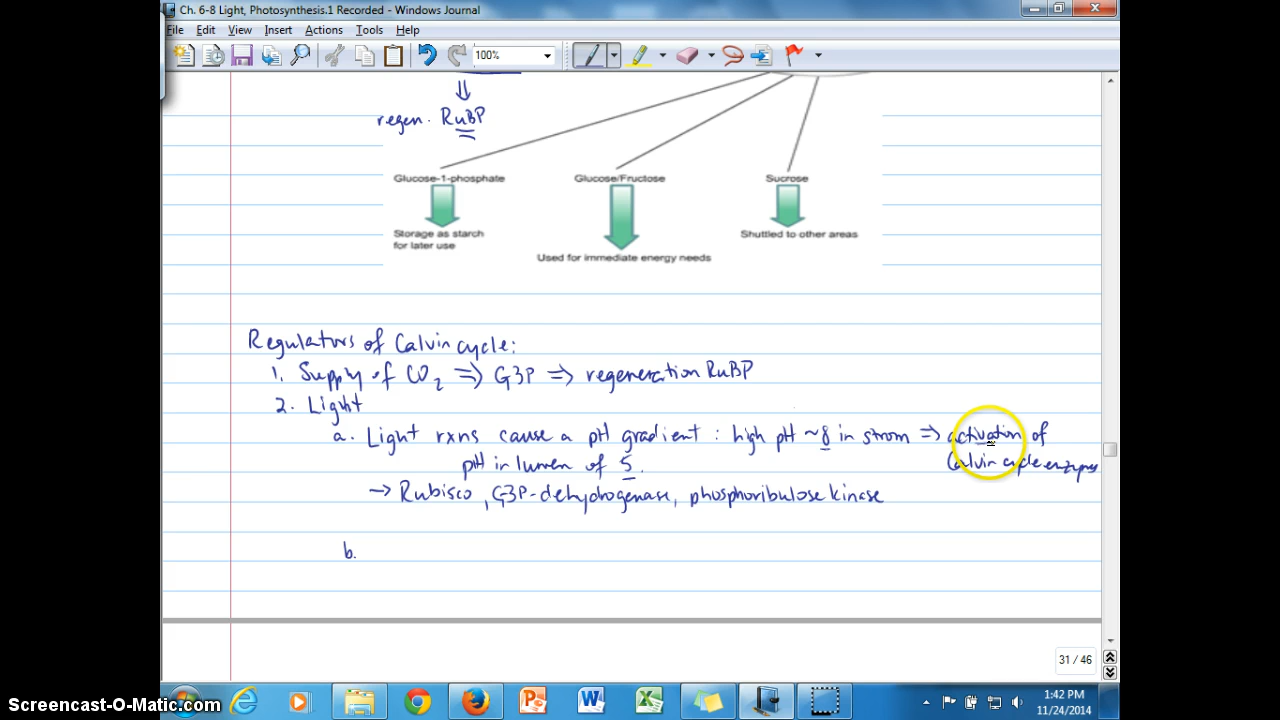 Ch. 6-8 Light, Photosynthesis.1 Recorded - Windows Journal
File Edit View Insert Actions Tools Help
100%
regen. RuBP
Glucose-1-phosphate Glucose/Fructose Sucrose
Storage as starch
for later use
Shuttled to other areas
Used for immediate energy needs
Regulators of Calvin cycle:
1. Supply of CO2 ⇒ G3P ⇒ regeneration RuBP
2. Light
a. Light rxns cause a pH gradient : high pH ~8 in strom ⇒ activation of
pH in lumen of 5. Calvin cycle enzymes
→ Rubisco, G3P-dehydrogenase, phosphoribulose kinase
b.
31 / 46
1:42 PM
11/24/2014
Screencast-O-Matic.com